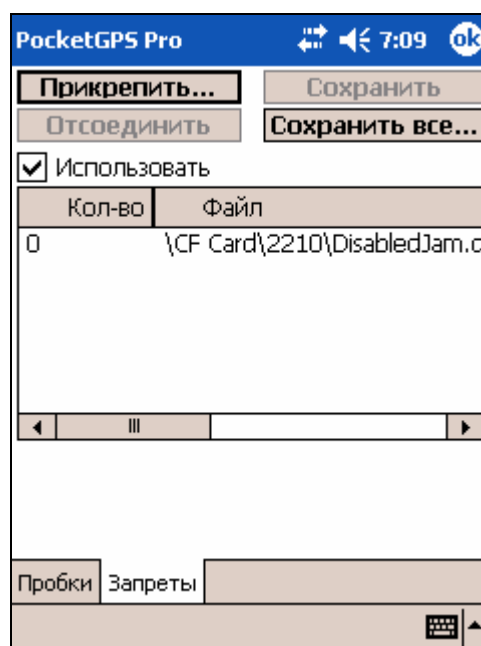 PocketGPS Pro 7:09 ok
Прикрепить... Сохранить
Отсоединить Сохранить все...
Использовать
Кол-во Файл
0 \CF Card\2210\DisabledJam.c
Пробки Запреты